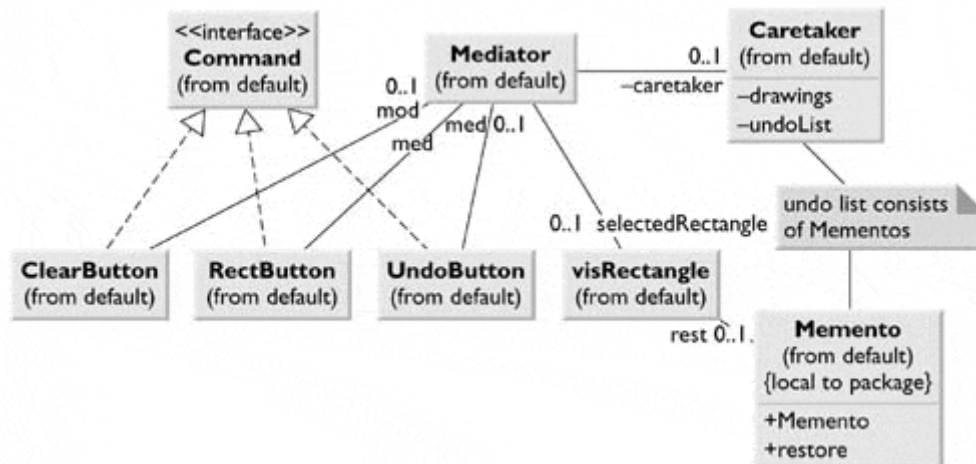 <<interface>>
Command
(from default)
Mediator
(from default)
0..1
–caretaker
Caretaker
(from default)
–drawings
–undoList
0..1
mod
med
med 0..1
undo list consists
of Mementos
0..1 selectedRectangle
ClearButton
(from default)
RectButton
(from default)
UndoButton
(from default)
visRectangle
(from default)
rest 0..1
Memento
(from default)
{local to package}
+Memento
+restore